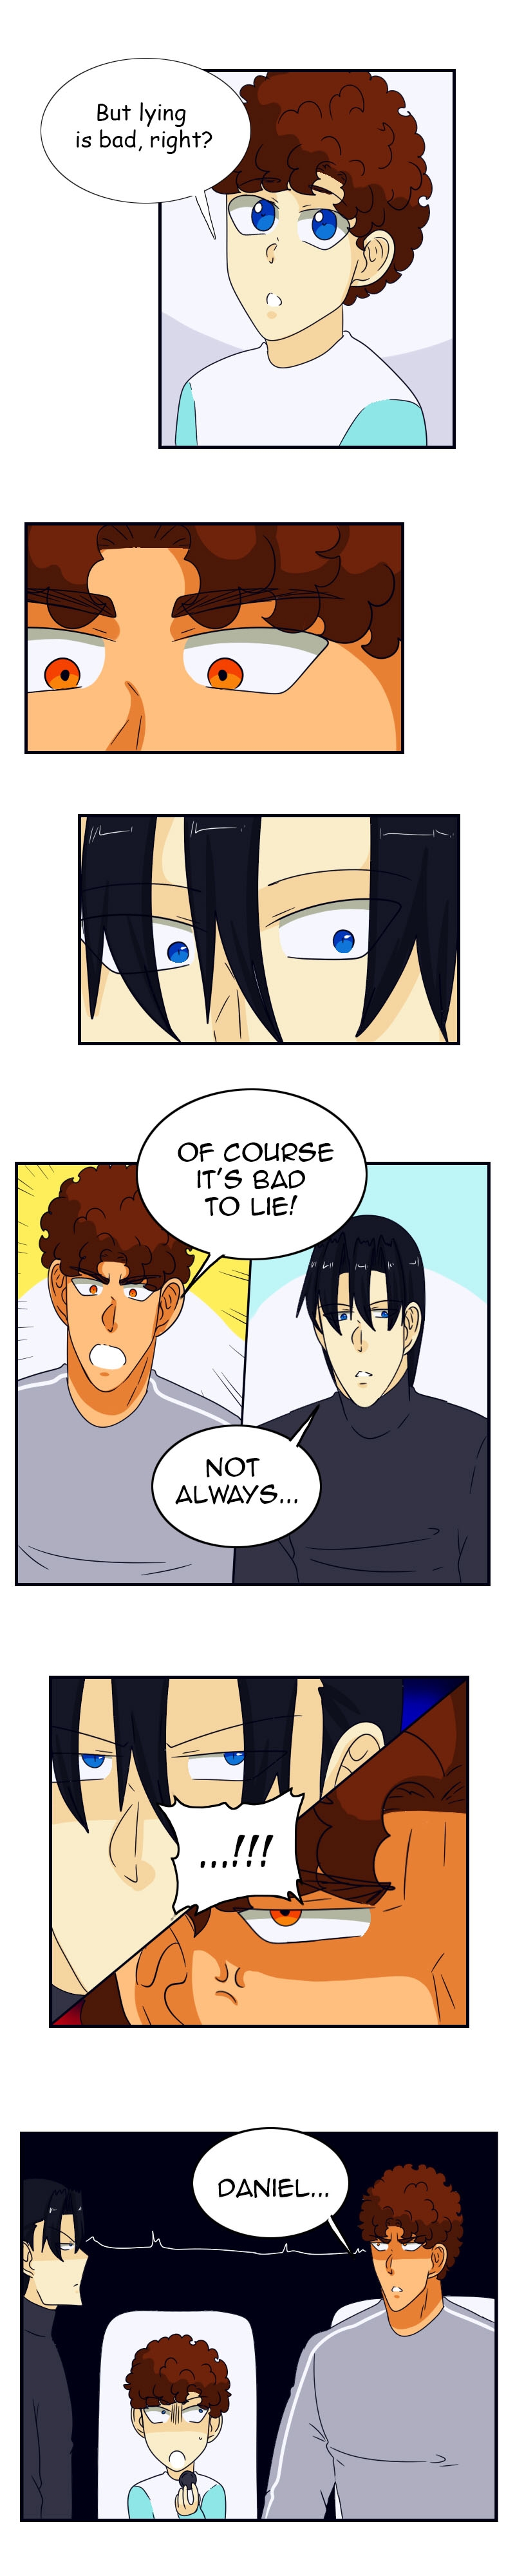 But lying
is bad, right?
OF COURSE
IT'S BAD
TO LIE!
NOT
ALWAYS...
...!!!
DANIEL...